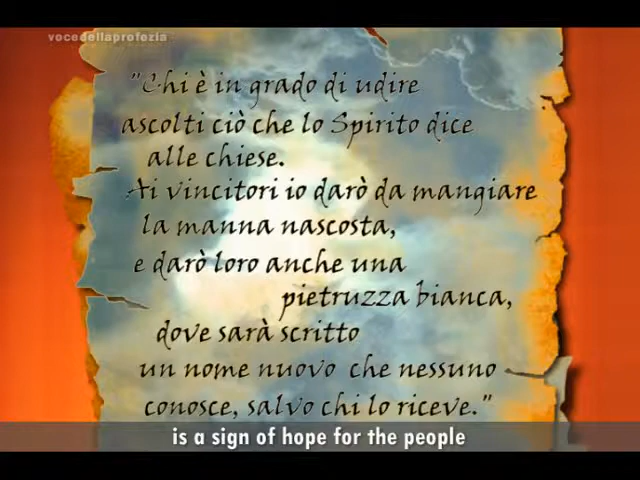 vocedellaprofezia
"Chi è in grado di udire
ascolti ciò che lo Spirito dice
alle chiese.
Ai vincitori io darò da mangiare
la manna nascosta,
e darò loro anche una
pietruzza bianca,
dove sarà scritto
un nome nuovo che nessuno
conosce, salvo chi lo riceve."
is a sign of hope for the people